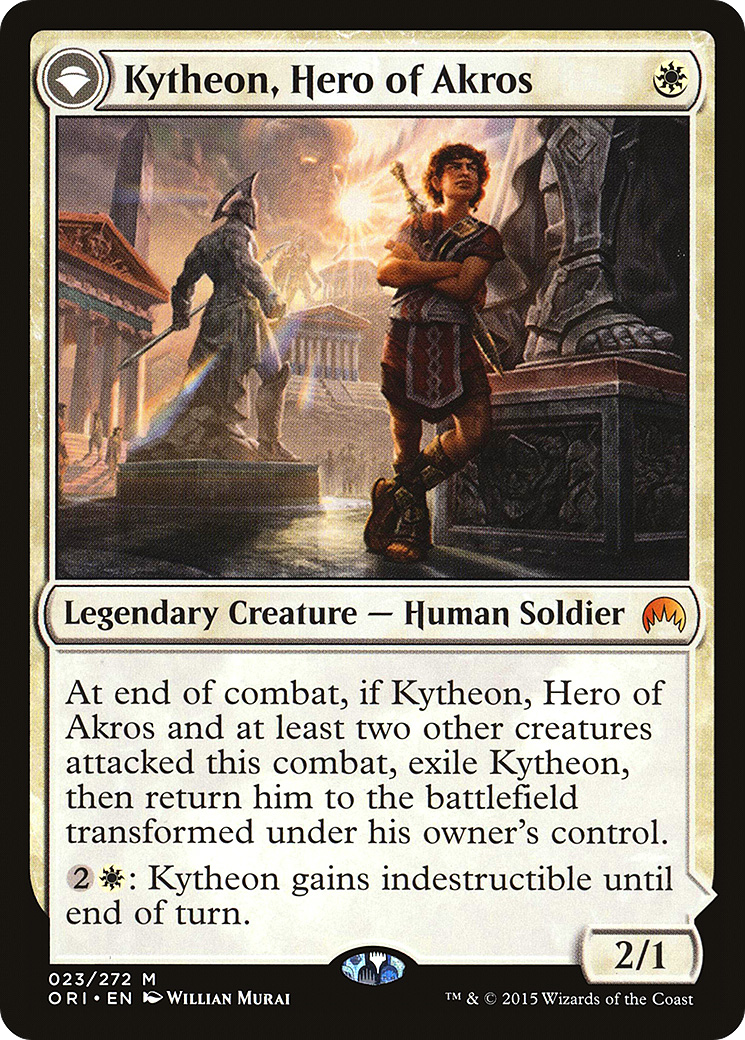 Kytheon, Hero of Akros
Legendary Creature — Human Soldier
At end of combat, if Kytheon, Hero of
Akros and at least two other creatures
attacked this combat, exile Kytheon,
then return him to the battlefield
transformed under his owner's control.
2 : Kytheon gains indestructible until
end of turn.
2/1
023/272 M
ORI • EN Willian Murai
™ & © 2015 Wizards of the Coast